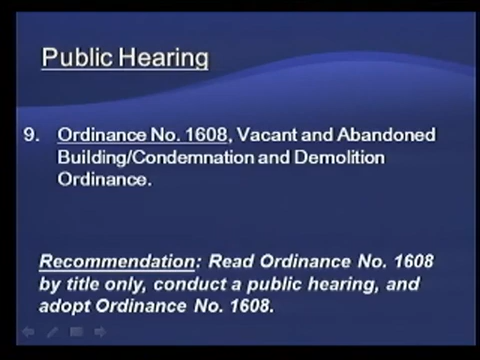 Public Hearing
9. Ordinance No. 1608, Vacant and Abandoned
Building/Condemnation and Demolition
Ordinance.
Recommendation: Read Ordinance No. 1608
by title only, conduct a public hearing, and
adopt Ordinance No. 1608.